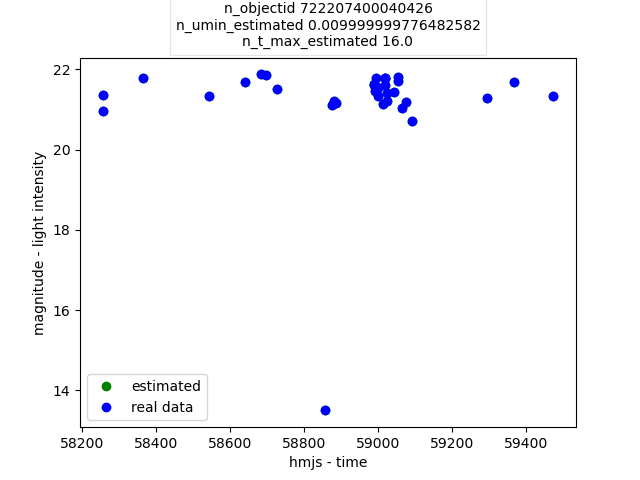 n_objectid 722207400040426
n_umin_estimated 0.009999999776482582
n_t_max_estimated 16.0
22
20
18
16
14
magnitude - light intensity
estimated
real data
58200 58400 58600 58800 59000 59200 59400
hmjs - time